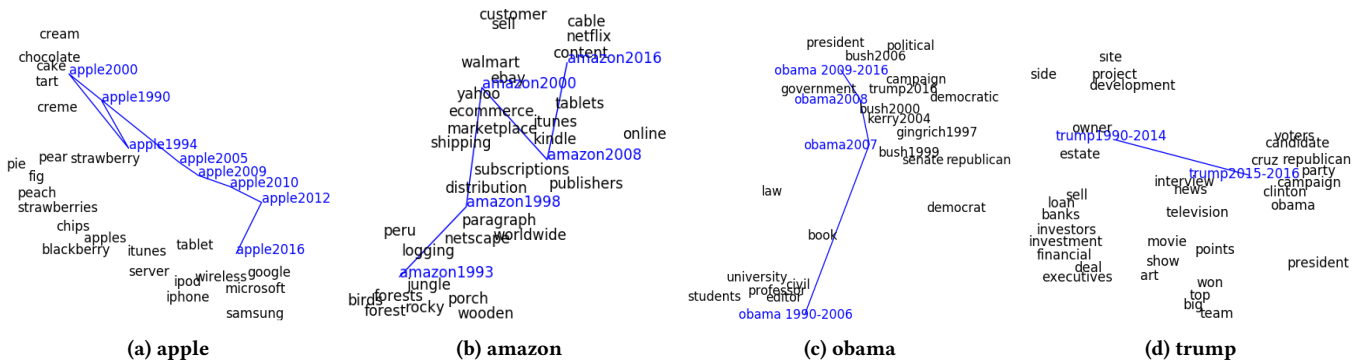 cream
chocolate
cake
apple2000
tart
apple1990
creme
apple1994
pear
strawberry
apple2005
pie
apple2009
fig
apple2010
peach
apple2012
strawberries
chips
apples
tablet
blackberry
itunes
apple2016
server
google
ipod
wireless
iphone
microsoft
samsung
(a) apple
customer
sell
cable
netflix
content
amazon2016
walmart
ebay
amazon2000
yahoo
tablets
ecommerce
itunes
marketplace
online
shipping
kindle
amazon2008
subscriptions
publishers
distribution
amazon1998
paragraph
peru
netscape
worldwide
logging
amazon1993
jungle
birds
forests
porch
forest
rocky
wooden
(b) amazon
president
political
bush2006
obama 2009-2016
campaign
government
trump2016
obama2008
democratic
bush2000
kerry2004
gingrich1997
obama2007
bush1999
senate
republican
law
democrat
book
university
civil
professor
students
editor
obama 1990-2006
(c) obama
site
side
project
development
owner
trump1990-2014
voters
candidate
estate
cruz
republican
trump2015-2016
party
interview
campaign
news
clinton
sell
obama
loan
television
banks
investors
investment
movie
points
financial
show
president
deal
art
executives
won
top
big
team
(d) trump